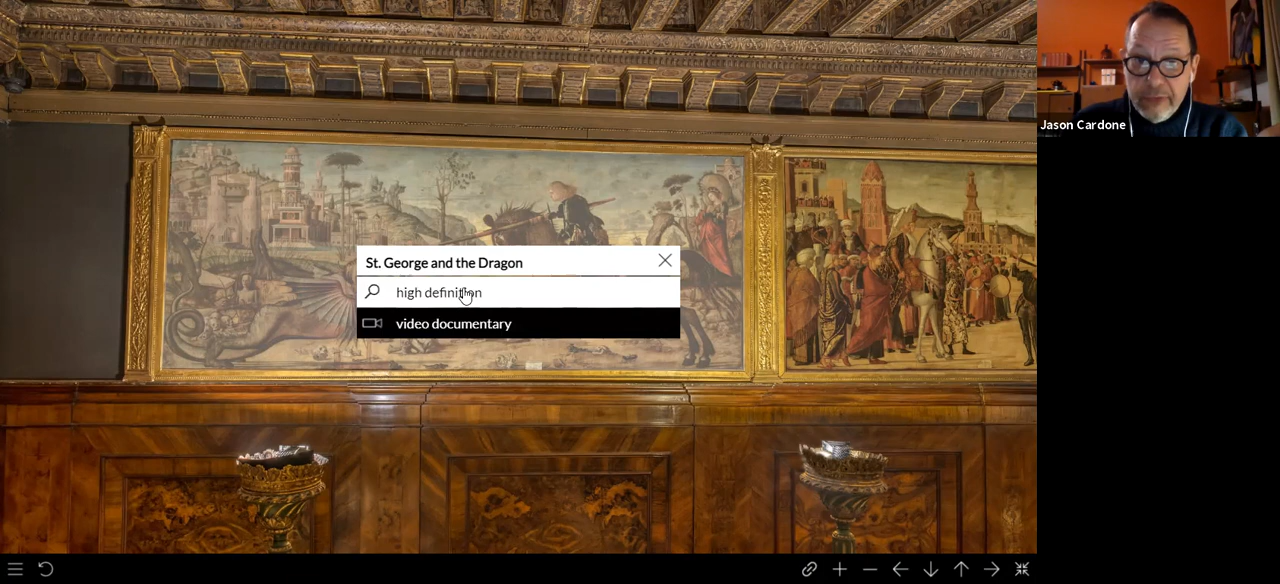 Jason Cardone
St. George and the Dragon
high definition
video documentary